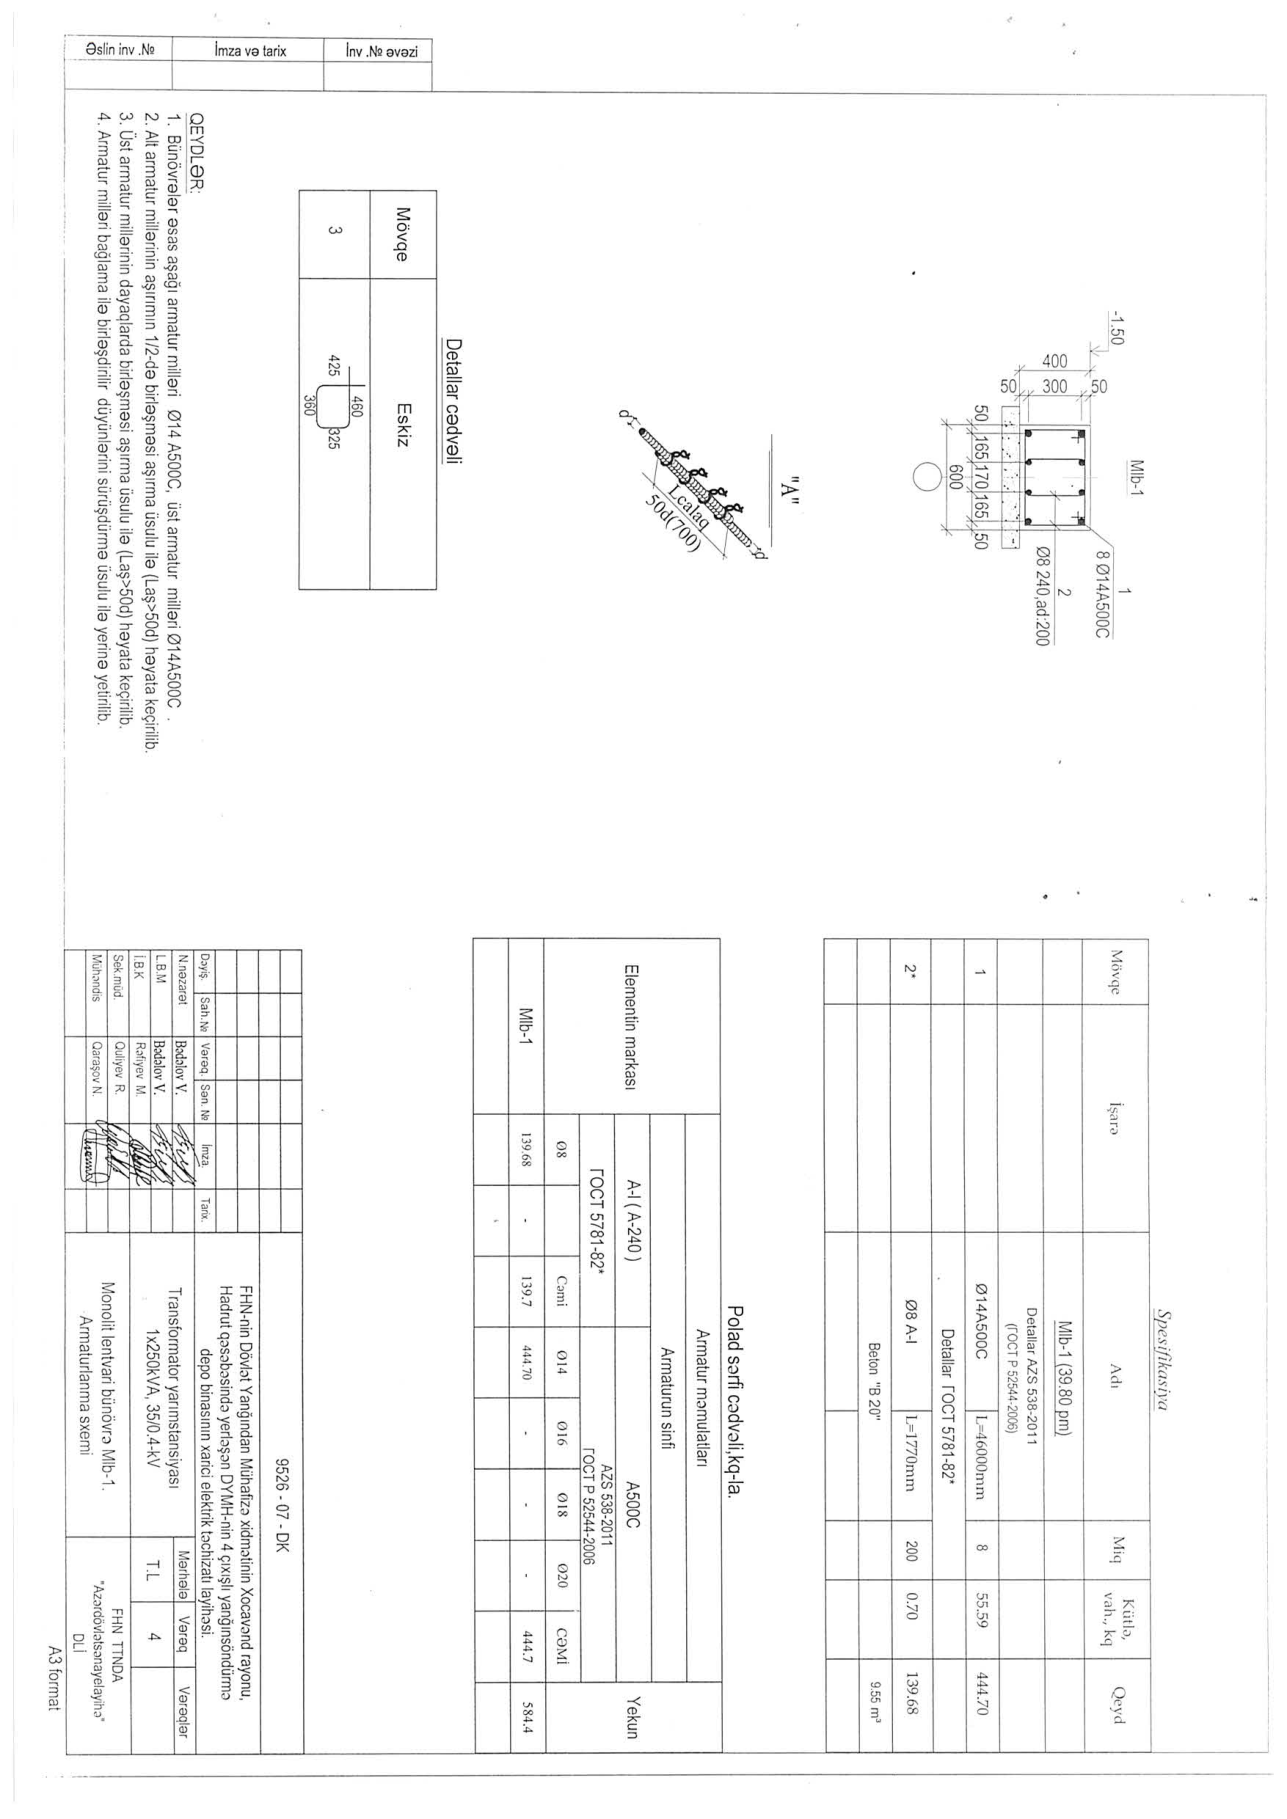 Mlb-1
-1.50
400
50
300
50
50
165
170
165
50
600
1
8 Ø14A500C
2
Ø8 240,ad:200
"A"
d
Lcalaq
50d(700)
d
Detallar cədvəli
Mövqe
Eskiz
3
425
460
325
360
QEYDLƏR:
1. Bünövrələr əsas aşağı armatur milləri Ø14 A500C, üst armatur milləri Ø14A500C .
2. Alt armatur millərinin aşırımın 1/2-də birləşməsi aşırma üsulu ilə (Laş>50d) həyata keçirilib.
3. Üst armatur millərinin dayaqlarda birləşməsi aşırma üsulu ilə (Laş>50d) həyata keçirilib.
4. Armatur milləri bağlama ilə birləşdirilir düyünlərini sürüşdürmə üsulu ilə yerinə yetirilib.
İnv .№ əvəzi
İmza və tarix
Əslin inv .№
Spesifikasiya
Mövqe İşarə Adı Miq Kütlə, vah., kq Qeyd
Mlb-1 (39.80 pm)
Detallar AZS 538-2011
(ГОСТ Р 52544-2006)
1 Ø14A500C L=46000mm 8 55.59 444.70
Detallar ГОСТ 5781-82*
2* Ø8 A-I L=1770mm 200 0.70 139.68
Beton "B 20" 9.55 m³
Polad sərfi cədvəli,kq-la.
Elementin markası
Armatur məmulatları
Yekun
Armaturun sinfi
A-I ( A-240 ) A500C
ГОСТ 5781-82*
AZS 538-2011
ГОСТ Р 52544-2006
Ø8 Cəmi Ø14 Ø16 Ø18 Ø20 CəMİ
Mlb-1 139.68 - 139.7 444.70 - - - 444.7 584.4
9526 - 07 - DK
FHN-nin Dövlət Yanğından Mühafizə xidmətinin Xocavənd rayonu,
Hadrut qəsəbəsində yerləşən DYMH-nin 4 çıxışlı yanğınsöndürmə
depo binasının xarici elektrik təchizatı layihəsi.
Dəyiş. Sah.№ Vərəq. Sən. № İmza. Tarix.
N.nəzarət Bədəlov V.
L.B.M Bədəlov V.
İ.B.K Rəfiyev M.
Sek.müd. Quliyev R.
Mühəndis Qaraşov N.
Transformator yarımstansiyası
1x250kVA, 35/0.4-kV
Mərhələ Vərəq Vərəqlər
T.L 4
Monolit lentvari bünövrə Mlb-1.
Armaturlanma sxemi
FHN TTNDA
"Azərdövlətsənayelayihə"
DLİ
A3 format